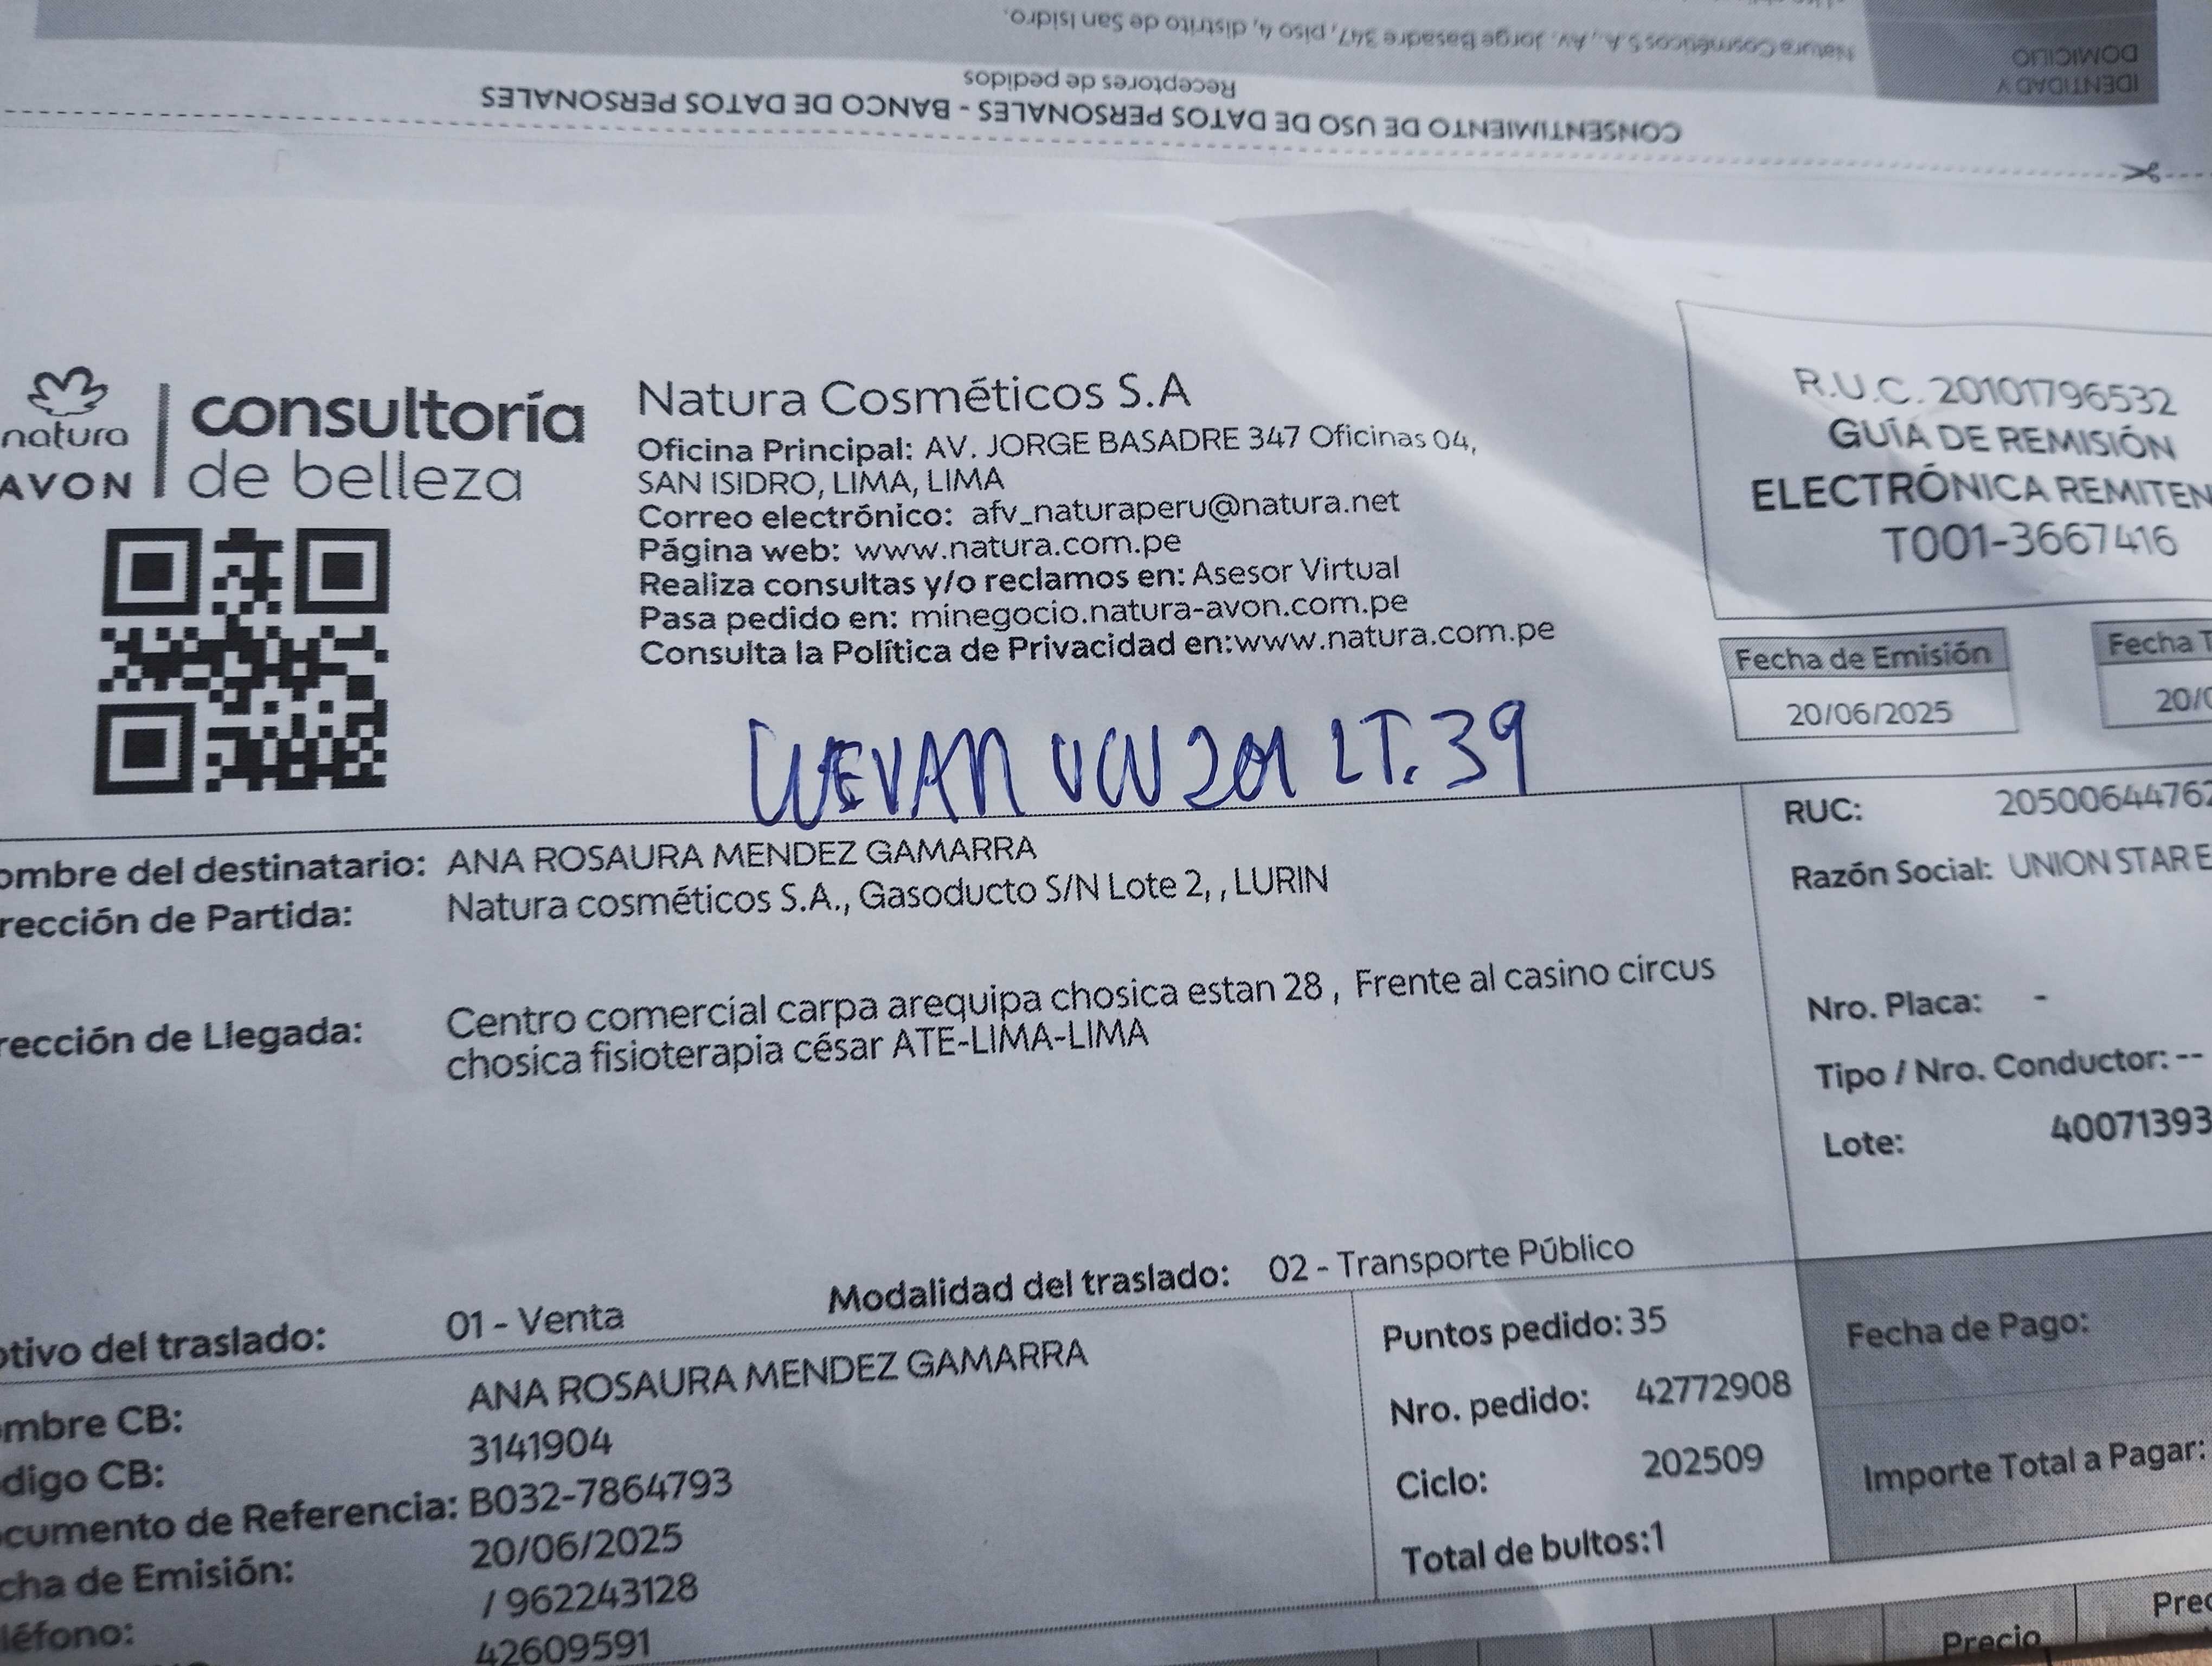 Natura Cosméticos S.A., Av. Jorge Basadre 347, piso 4, distrito de San Isidro.
IDENTIDAD Y
DOMICILIO
Receptores de pedidos
CONSENTIMIENTO DE USO DE DATOS PERSONALES - BANCO DE DATOS PERSONALES
natura
AVON
consultoría
de belleza
Natura Cosméticos S.A
Oficina Principal: AV. JORGE BASADRE 347 Oficinas 04,
SAN ISIDRO, LIMA, LIMA
Correo electrónico: afv_naturaperu@natura.net
Página web: www.natura.com.pe
Realiza consultas y/o reclamos en: Asesor Virtual
Pasa pedido en: minegocio.natura-avon.com.pe
Consulta la Política de Privacidad en:www.natura.com.pe
R.U.C. 20101796532
GUÍA DE REMISIÓN
ELECTRÓNICA REMITEN
T001-3667416
Fecha de Emisión
20/06/2025
Fecha T
20/0
LT. 39
ombre del destinatario: ANA ROSAURA MENDEZ GAMARRA
rección de Partida: Natura cosméticos S.A., Gasoducto S/N Lote 2, , LURIN
rección de Llegada: Centro comercial carpa arequipa chosica estan 28 , Frente al casino circus
chosica fisioterapia césar ATE-LIMA-LIMA
RUC: 20500644762
Razón Social: UNION STAR E
Nro. Placa: -
Tipo / Nro. Conductor: --
Lote: 40071393
otivo del traslado: 01 - Venta Modalidad del traslado: 02 - Transporte Público
mbre CB: ANA ROSAURA MENDEZ GAMARRA
digo CB: 3141904
cumento de Referencia: B032-7864793
cha de Emisión: 20/06/2025
léfono: / 962243128
42609591
Puntos pedido: 35
Nro. pedido: 42772908
Ciclo: 202509
Total de bultos:1
Fecha de Pago:
Importe Total a Pagar:
Precio
Prec